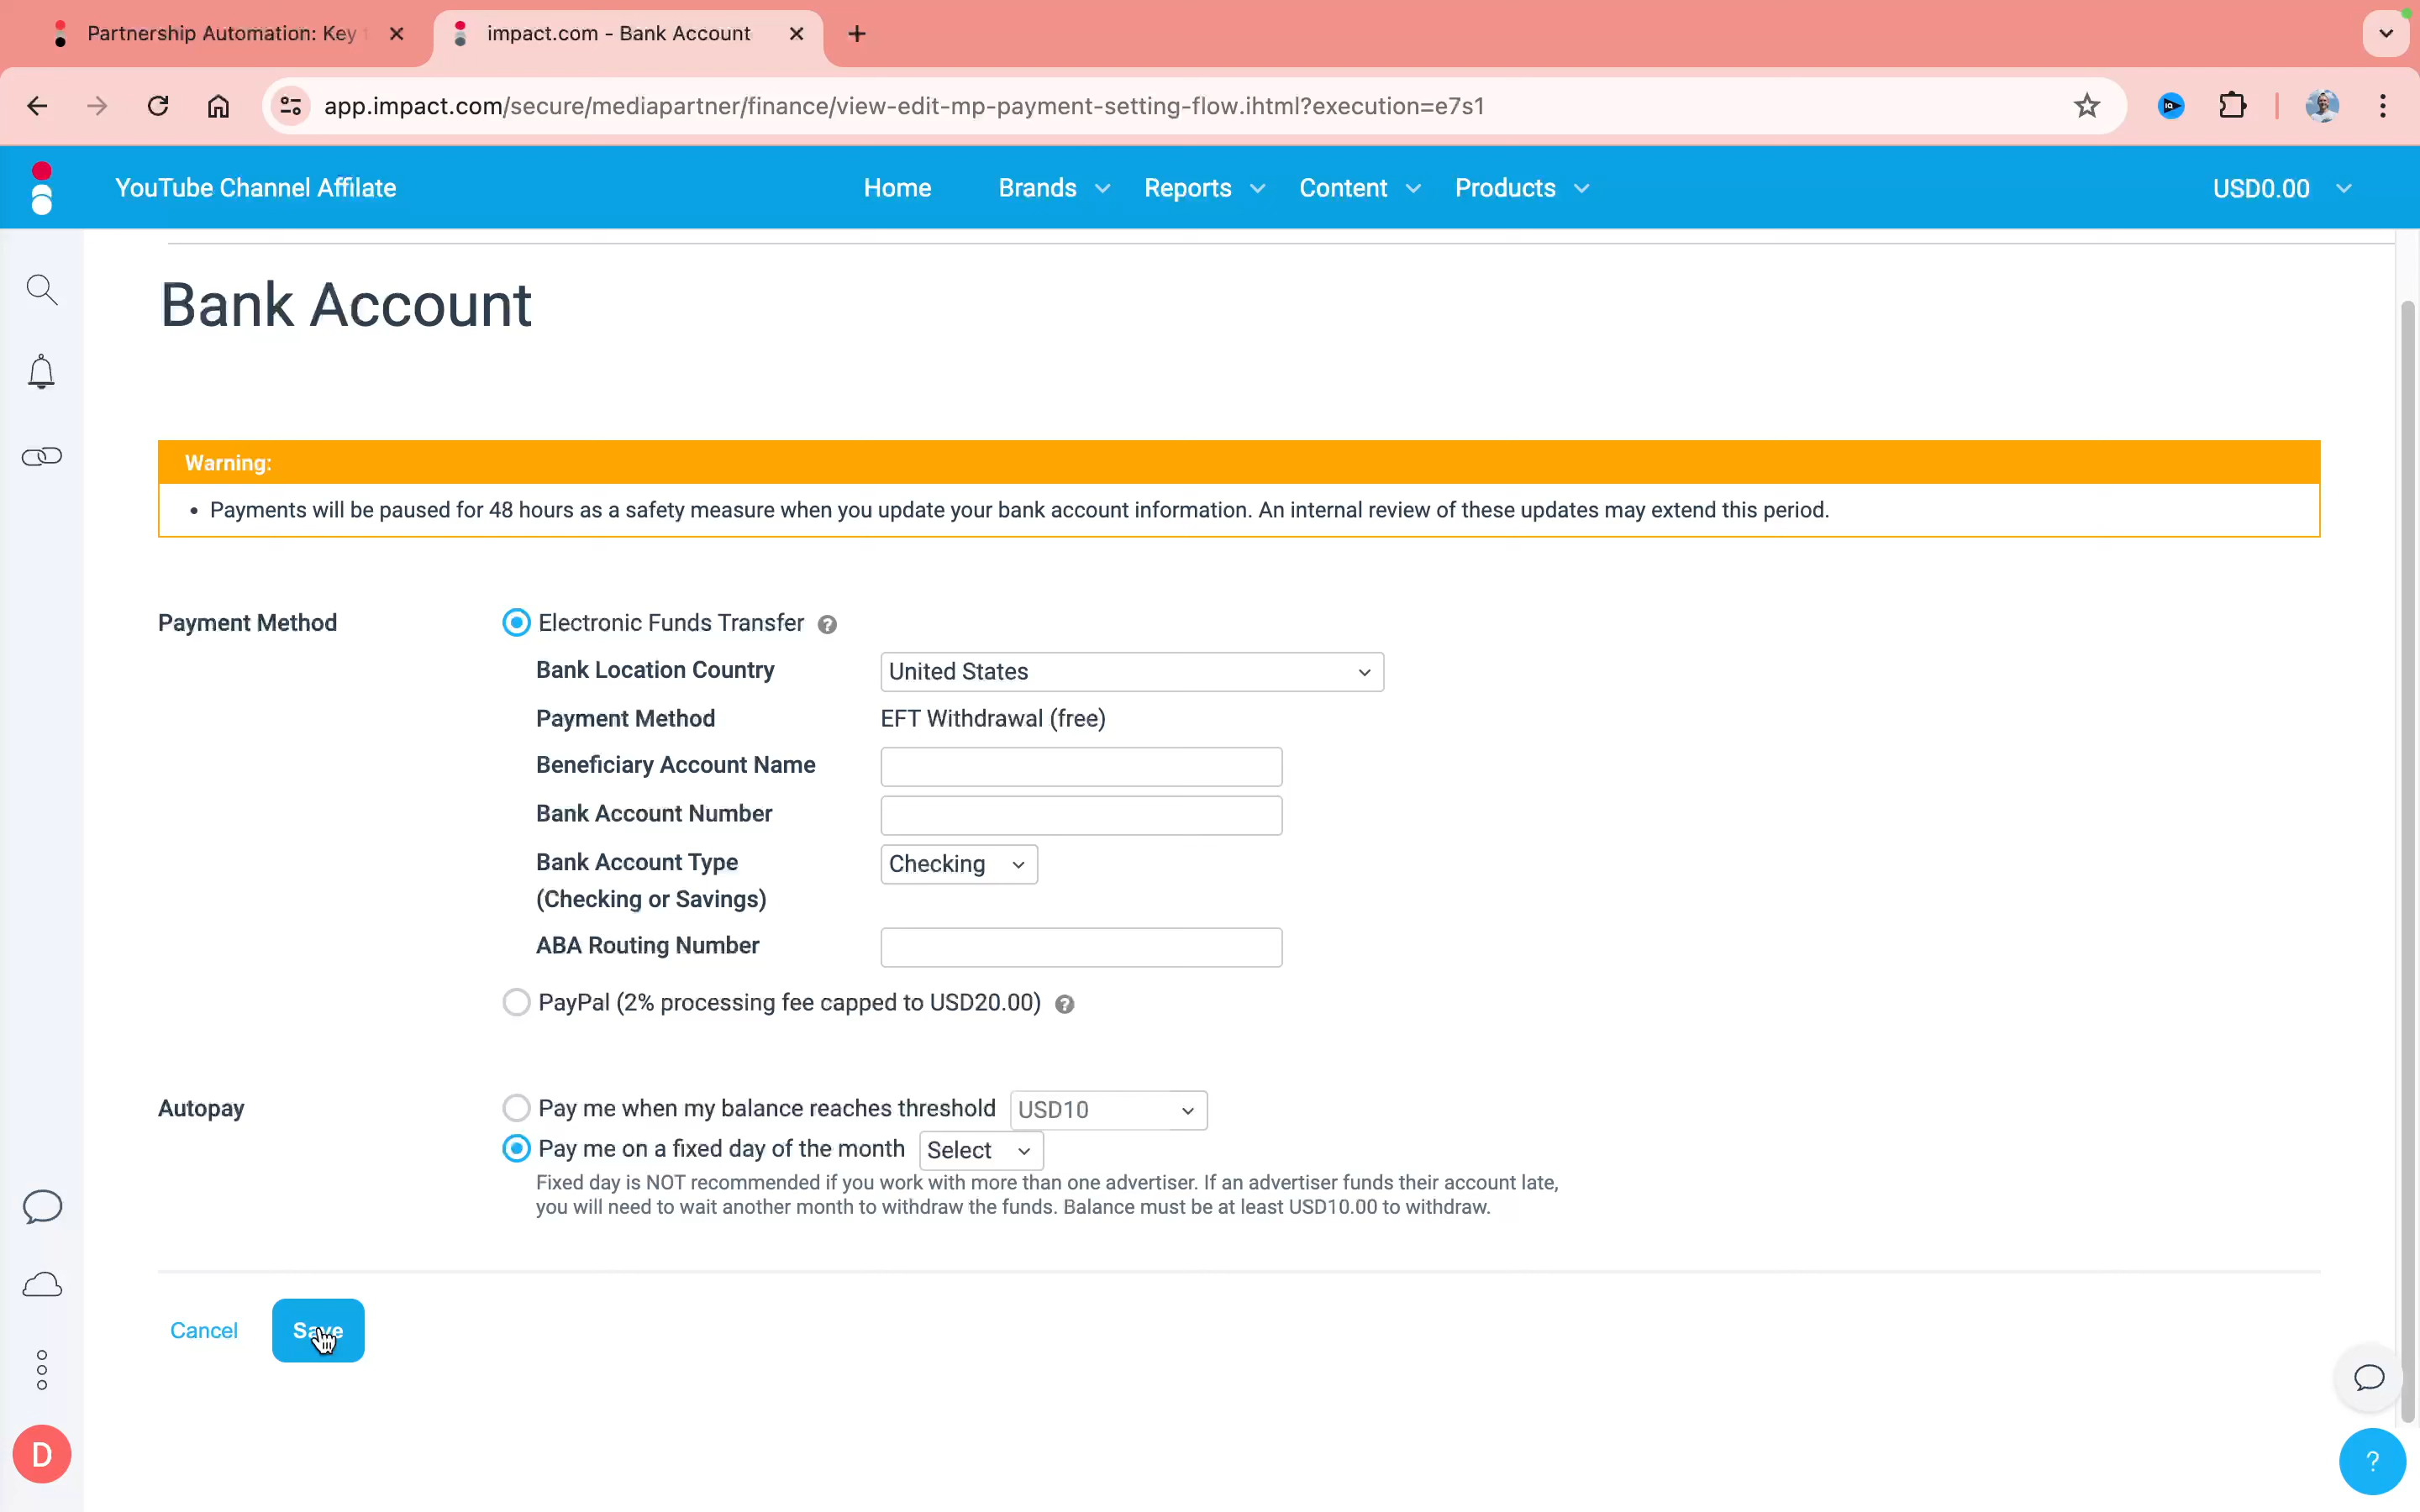 Partnership Automation: Key
impact.com - Bank Account
app.impact.com/secure/mediapartner/finance/view-edit-mp-payment-setting-flow.ihtml?execution=e7s1
YouTube Channel Affilate
Home
Brands
Reports
Content
Products
USD0.00
Bank Account
Warning:
• Payments will be paused for 48 hours as a safety measure when you update your bank account information. An internal review of these updates may extend this period.
Payment Method
Electronic Funds Transfer ?
Bank Location Country United States
Payment Method EFT Withdrawal (free)
Beneficiary Account Name
Bank Account Number
Bank Account Type Checking
(Checking or Savings)
ABA Routing Number
PayPal (2% processing fee capped to USD20.00) ?
Autopay
Pay me when my balance reaches threshold USD10
Pay me on a fixed day of the month Select
Fixed day is NOT recommended if you work with more than one advertiser. If an advertiser funds their account late,
you will need to wait another month to withdraw the funds. Balance must be at least USD10.00 to withdraw.
Cancel
Save
D
?